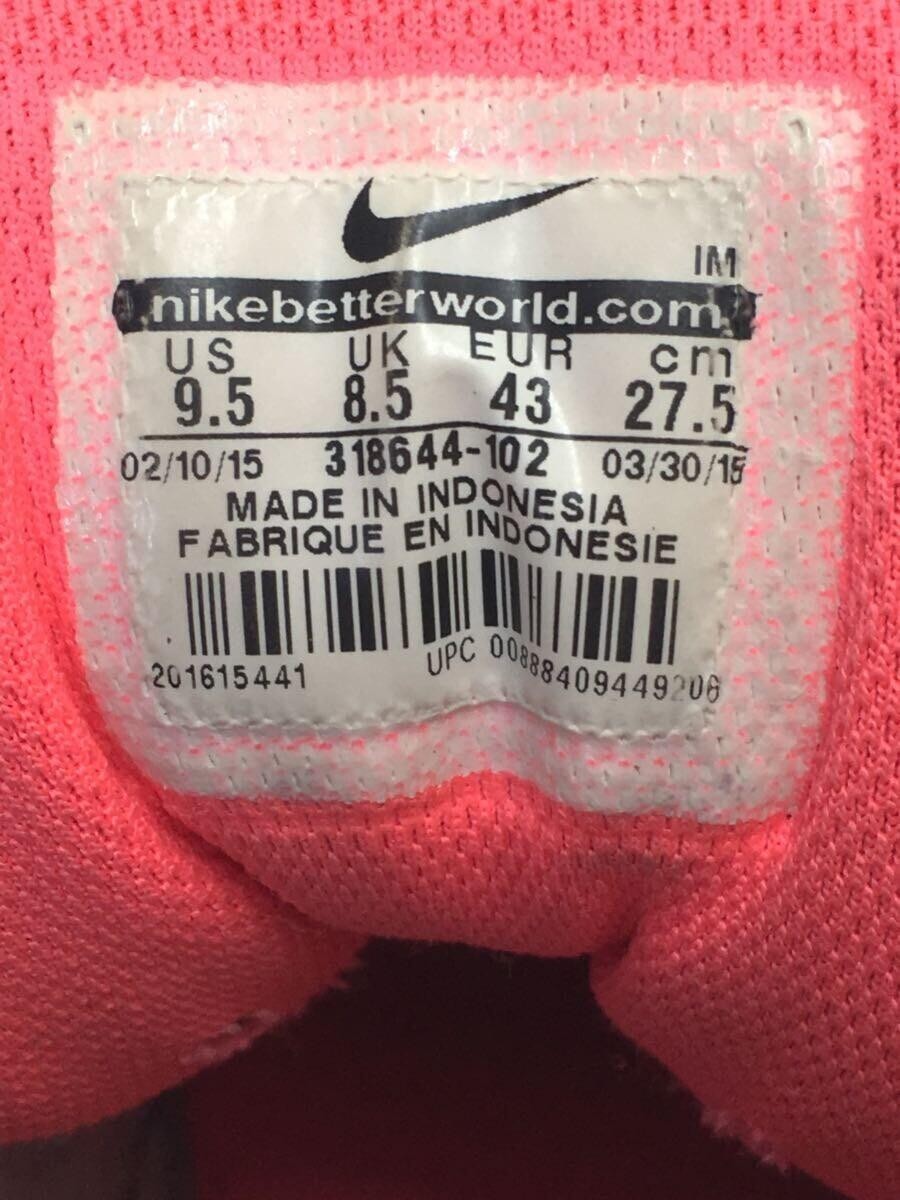 IM
nikebetterworld.com
US UK EUR cm
9.5 8.5 43 27.5
02/10/15 318644-102 03/30/15
MADE IN INDONESIA
FABRIQUE EN INDONESIE
201615441 UPC 00888409449206